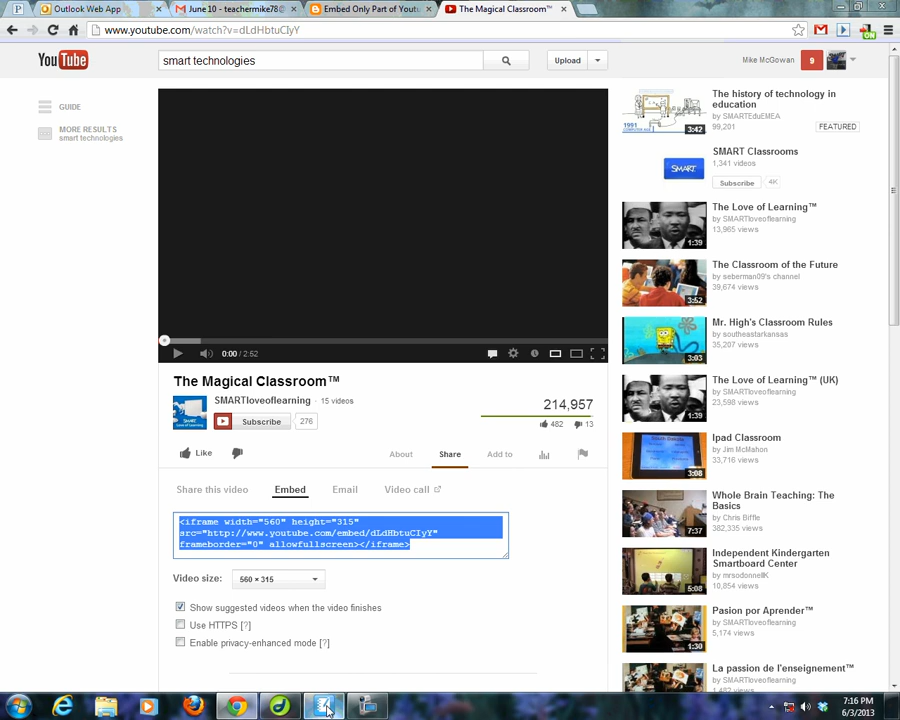 Outlook Web App
June 10 - teachermike78@
Embed Only Part of Youtu
The Magical Classroom™
www.youtube.com/watch?v=dLdHbtuCIyY
YouTube
smart technologies
Upload
Mike McGowan
9
GUIDE
MORE RESULTS
smart technologies
0:00 / 2:52
The Magical Classroom™
SMARTloveoflearning · 15 videos
Subscribe
276
214,957
482
13
Like
About
Share
Add to
Share this video
Embed
Email
Video call
<iframe width="560" height="315"
src="http://www.youtube.com/embed/dLdHbtuCIyY"
frameborder="0" allowfullscreen></iframe>
Video size:
560 × 315
Show suggested videos when the video finishes
Use HTTPS [?]
Enable privacy-enhanced mode [?]
1991
3:42
The history of technology in
education
by SMARTEduEMEA
99,201
FEATURED
SMART
SMART Classrooms
1,341 videos
Subscribe
4K
1:39
The Love of Learning™
by SMARTloveoflearning
13,965 views
3:52
The Classroom of the Future
by seberman09's channel
39,674 views
3:03
Mr. High's Classroom Rules
by southeastarkansas
35,207 views
1:39
The Love of Learning™ (UK)
by SMARTloveoflearning
23,598 views
3:08
Ipad Classroom
by Jim McMahon
33,716 views
7:37
Whole Brain Teaching: The
Basics
by Chris Biffle
382,335 views
5:08
Independent Kindergarten
Smartboard Center
by mrsodonnellK
10,854 views
1:30
Pasion por Aprender™
by SMARTloveoflearning
5,174 views
La passion de l'enseignement™
by SMARTloveoflearning
1,482 views
7:16 PM
6/3/2013